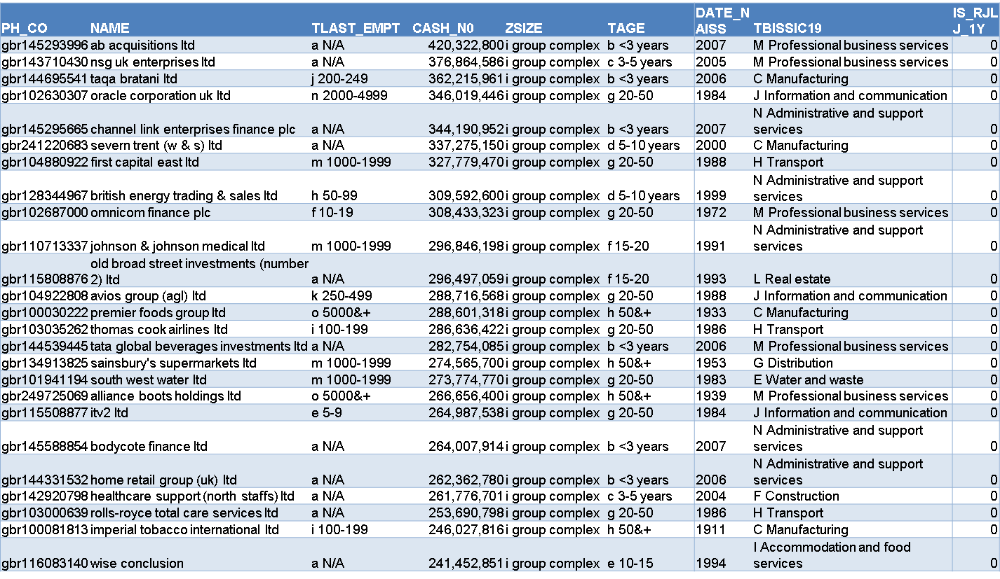 PH_CO NAME TLAST_EMPT CASH_N0 ZSIZE TAGE DATE_N AISS TBISSIC19 IS_RJL J_1Y
gbr145293996 ab acquisitions ltd a N/A 420,322,800 i group complex b <3 years 2007 M Professional business services 0
gbr143710430 nsg uk enterprises ltd a N/A 376,864,586 i group complex c 3-5 years 2005 M Professional business services 0
gbr144695541 taqa bratani ltd j 200-249 362,215,961 i group complex b <3 years 2006 C Manufacturing 0
gbr102630307 oracle corporation uk ltd n 2000-4999 346,019,446 i group complex g 20-50 1984 J Information and communication 0
gbr145295665 channel link enterprises finance plc a N/A 344,190,952 i group complex b <3 years 2007 N Administrative and support services 0
gbr241220683 severn trent (w & s) ltd a N/A 337,275,150 i group complex d 5-10 years 2000 C Manufacturing 0
gbr104880922 first capital east ltd m 1000-1999 327,779,470 i group complex g 20-50 1988 H Transport 0
gbr128344967 british energy trading & sales ltd h 50-99 309,592,600 i group complex d 5-10 years 1999 N Administrative and support services 0
gbr102687000 omnicom finance plc f 10-19 308,433,323 i group complex g 20-50 1972 M Professional business services 0
gbr110713337 johnson & johnson medical ltd m 1000-1999 296,846,198 i group complex f 15-20 1991 N Administrative and support services 0
gbr115808876 old broad street investments (number 2) ltd a N/A 296,497,059 i group complex f 15-20 1993 L Real estate 0
gbr104922808 avios group (agl) ltd k 250-499 288,716,568 i group complex g 20-50 1988 J Information and communication 0
gbr100030222 premier foods group ltd o 5000&+ 288,601,318 i group complex h 50&+ 1933 C Manufacturing 0
gbr103035262 thomas cook airlines ltd i 100-199 286,636,422 i group complex g 20-50 1986 H Transport 0
gbr144539445 tata global beverages investments ltd a N/A 282,754,085 i group complex b <3 years 2006 M Professional business services 0
gbr134913825 sainsbury's supermarkets ltd m 1000-1999 274,565,700 i group complex h 50&+ 1953 G Distribution 0
gbr101941194 south west water ltd m 1000-1999 273,774,770 i group complex g 20-50 1983 E Water and waste 0
gbr249725069 alliance boots holdings ltd o 5000&+ 266,656,400 i group complex h 50&+ 1939 M Professional business services 0
gbr115508877 itv2 ltd e 5-9 264,987,538 i group complex g 20-50 1984 J Information and communication 0
gbr145588854 bodycote finance ltd a N/A 264,007,914 i group complex b <3 years 2007 N Administrative and support services 0
gbr144331532 home retail group (uk) ltd a N/A 262,362,780 i group complex b <3 years 2006 N Administrative and support services 0
gbr142920798 healthcare support (north staffs) ltd a N/A 261,776,701 i group complex c 3-5 years 2004 F Construction 0
gbr103000639 rolls-royce total care services ltd a N/A 253,690,798 i group complex g 20-50 1986 H Transport 0
gbr100081813 imperial tobacco international ltd i 100-199 246,027,816 i group complex h 50&+ 1911 C Manufacturing 0
gbr116083140 wise conclusion a N/A 241,452,851 i group complex e 10-15 1994 I Accommodation and food services 0